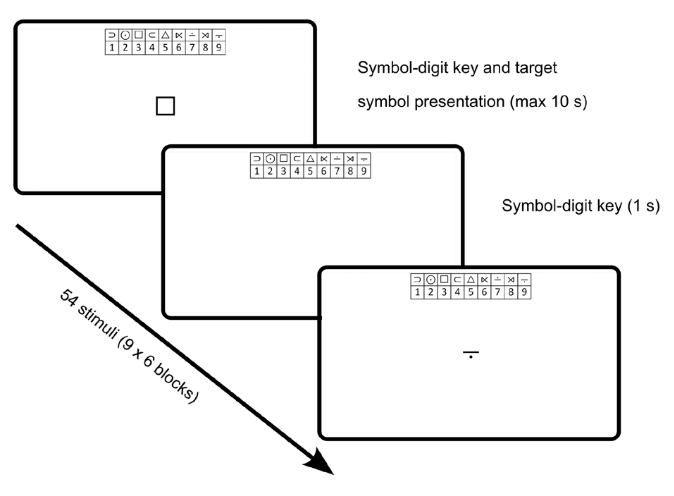 ⊃ ⊙ □ ⊂ △ ⋉ ∸ ⋊ ⨪
1 2 3 4 5 6 7 8 9
Symbol-digit key and target
symbol presentation (max 10 s)
⊃ ⊙ □ ⊂ △ ⋉ ∸ ⋊ ⨪
1 2 3 4 5 6 7 8 9
Symbol-digit key (1 s)
⊃ ⊙ □ ⊂ △ ⋉ ∸ ⋊ ⨪
1 2 3 4 5 6 7 8 9
54 stimuli (9 x 6 blocks)